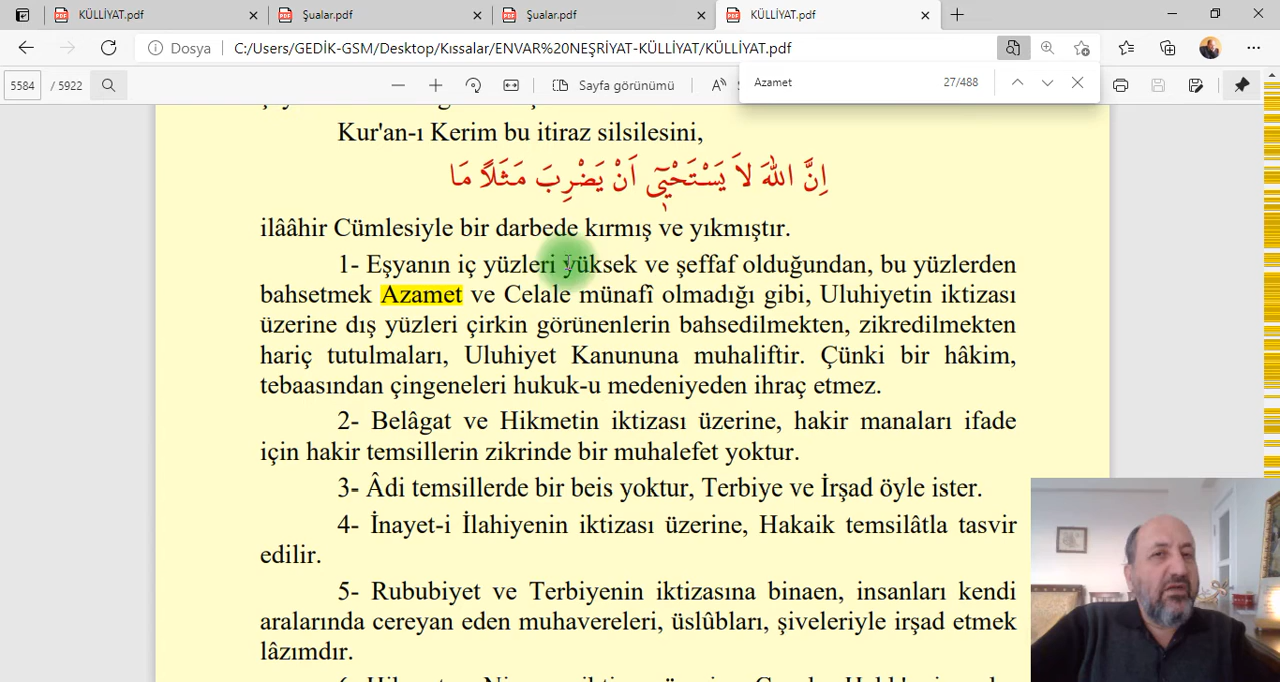 KÜLLİYAT.pdf
Şualar.pdf
Şualar.pdf
KÜLLİYAT.pdf
Dosya
C:/Users/GEDİK-GSM/Desktop/Kıssalar/ENVAR%20NEŞRİYAT-KÜLLİYAT/KÜLLİYAT.pdf
5584 / 5922
Sayfa görünümü
Azamet 27/488
Kur'an-ı Kerim bu itiraz silsilesini,
اِنَّ اللّٰهَ لاَ يَسْتَحْيٖٓى اَنْ يَضْرِبَ مَثَلاً مَا
ilââhir Cümlesiyle bir darbede kırmış ve yıkmıştır.
1- Eşyanın iç yüzleri yüksek ve şeffaf olduğundan, bu yüzlerden
bahsetmek Azamet ve Celale münafî olmadığı gibi, Uluhiyetin iktizası
üzerine dış yüzleri çirkin görünenlerin bahsedilmekten, zikredilmekten
hariç tutulmaları, Uluhiyet Kanununa muhaliftir. Çünki bir hâkim,
tebaasından çingeneleri hukuk-u medeniyeden ihraç etmez.
2- Belâgat ve Hikmetin iktizası üzerine, hakir manaları ifade
için hakir temsillerin zikrinde bir muhalefet yoktur.
3- Âdi temsillerde bir beis yoktur, Terbiye ve İrşad öyle ister.
4- İnayet-i İlahiyenin iktizası üzerine, Hakaik temsilâtla tasvir
edilir.
5- Rububiyet ve Terbiyenin iktizasına binaen, insanları kendi
aralarında cereyan eden muhavereleri, üslûbları, şiveleriyle irşad etmek
lâzımdır.